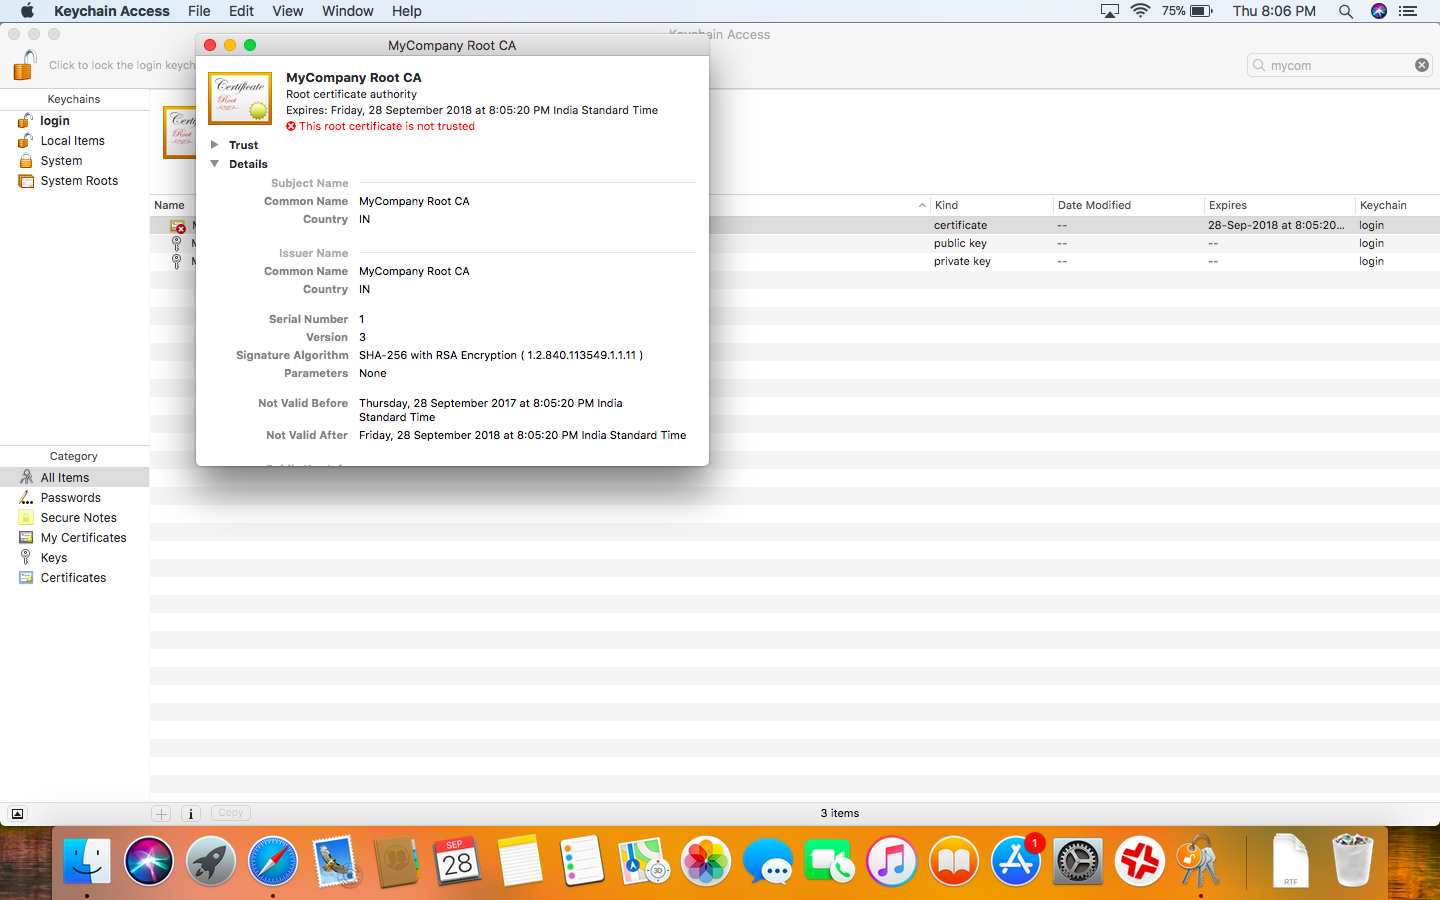 Keychain Access File Edit View Window Help
75% Thu 8:06 PM
Keychain Access
Click to lock the login keych
mycom
MyCompany Root CA
Certificate
Root
MyCompany Root CA
Root certificate authority
Expires: Friday, 28 September 2018 at 8:05:20 PM India Standard Time
This root certificate is not trusted
Trust
Details
Subject Name
Common Name MyCompany Root CA
Country IN
Issuer Name
Common Name MyCompany Root CA
Country IN
Serial Number 1
Version 3
Signature Algorithm SHA-256 with RSA Encryption ( 1.2.840.113549.1.1.11 )
Parameters None
Not Valid Before Thursday, 28 September 2017 at 8:05:20 PM India
Standard Time
Not Valid After Friday, 28 September 2018 at 8:05:20 PM India Standard Time
Keychains
login
Local Items
System
System Roots
Category
All Items
Passwords
Secure Notes
My Certificates
Keys
Certificates
Name Kind Date Modified Expires Keychain
certificate -- 28-Sep-2018 at 8:05:20... login
public key -- -- login
private key -- -- login
Copy
3 items
SEP
28
3D
1
RTF